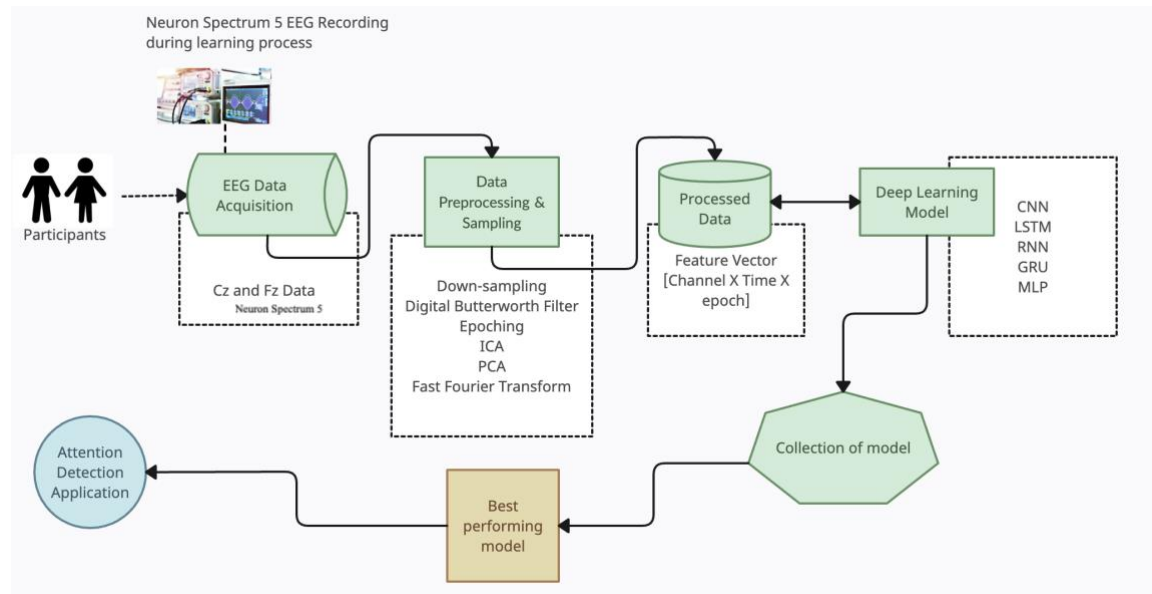 Neuron Spectrum 5 EEG Recording
during learning process
Participants
EEG Data
Acquisition
Cz and Fz Data
Neuron Spectrum 5
Data
Preprocessing &
Sampling
Down-sampling
Digital Butterworth Filter
Epoching
ICA
PCA
Fast Fourier Transform
Processed
Data
Feature Vector
[Channel X Time X
epoch]
Deep Learning
Model
CNN
LSTM
RNN
GRU
MLP
Collection of model
Best
performing
model
Attention
Detection
Application